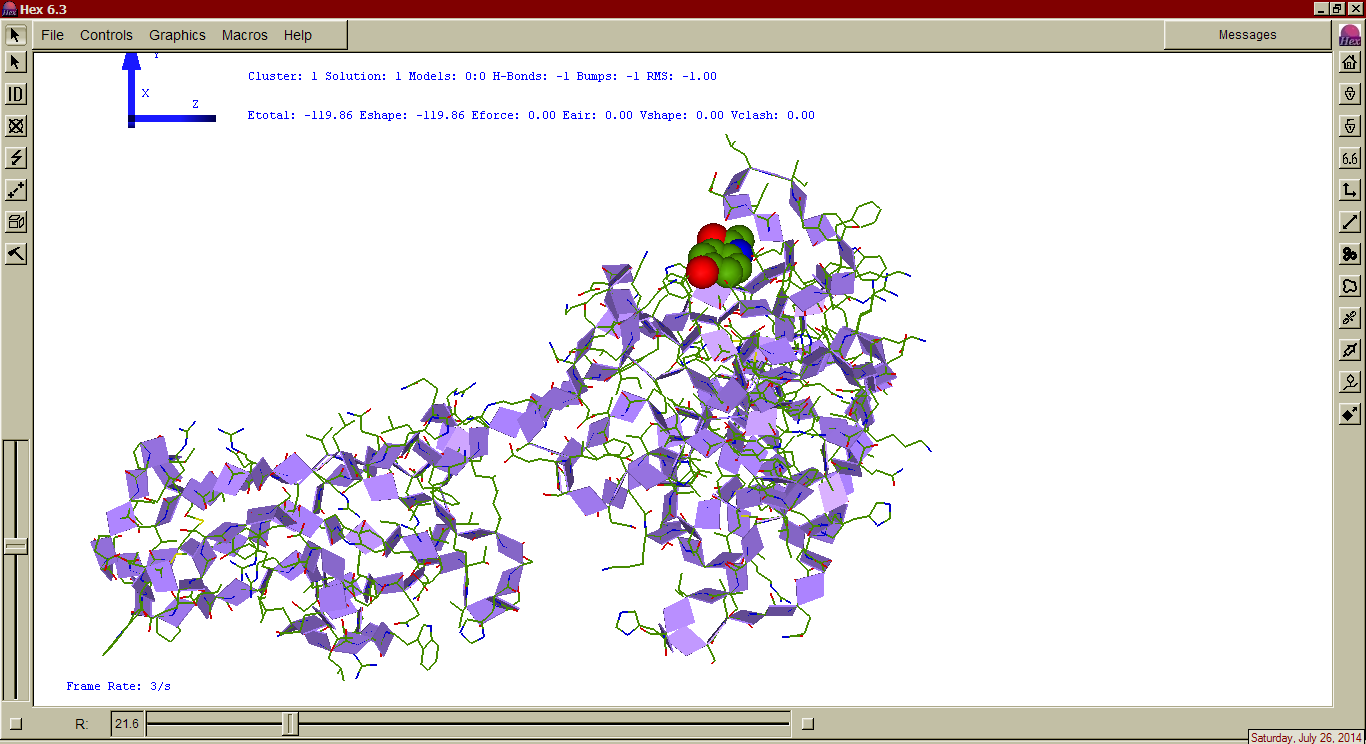 Hex 6.3
File Controls Graphics Macros Help Messages
Hex
Y
X
Z
Cluster: 1 Solution: 1 Models: 0:0 H-Bonds: -1 Bumps: -1 RMS: -1.00
Etotal: -119.86 Eshape: -119.86 Eforce: 0.00 Eair: 0.00 Vshape: 0.00 Vclash: 0.00
ID
6.6
Frame Rate: 3/s
R: 21.6
Saturday, July 26, 2014